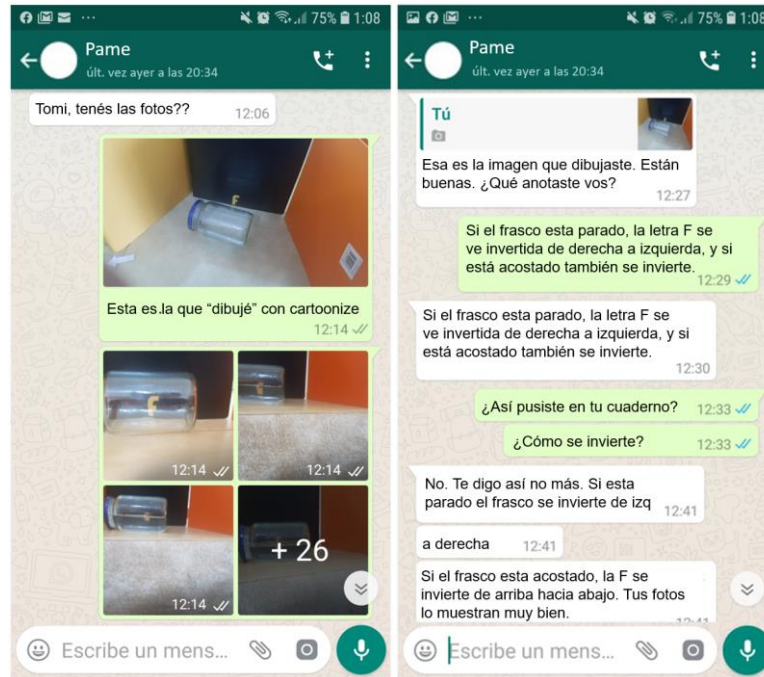 75% 1:08
Pame
últ. vez ayer a las 20:34
Tomi, tenés las fotos??
12:06
F
Esta es.la que “dibujé” con cartoonize
12:14
F
12:14
12:14
12:14
+ 26
Escribe un mens...
75% 1:08
Pame
últ. vez ayer a las 20:34
Tú
Esa es la imagen que dibujaste. Están
buenas. ¿Qué anotaste vos?
12:27
Si el frasco esta parado, la letra F se
ve invertida de derecha a izquierda, y si
está acostado también se invierte.
12:29
Si el frasco esta parado, la letra F se
ve invertida de derecha a izquierda, y si
está acostado también se invierte.
12:30
¿Así pusiste en tu cuaderno?
12:33
¿Cómo se invierte?
12:33
No. Te digo así no más. Si esta
parado el frasco se invierte de izq
12:41
a derecha
12:41
Si el frasco esta acostado, la F se
invierte de arriba hacia abajo. Tus fotos
lo muestran muy bien.
12:41
Escribe un mens...